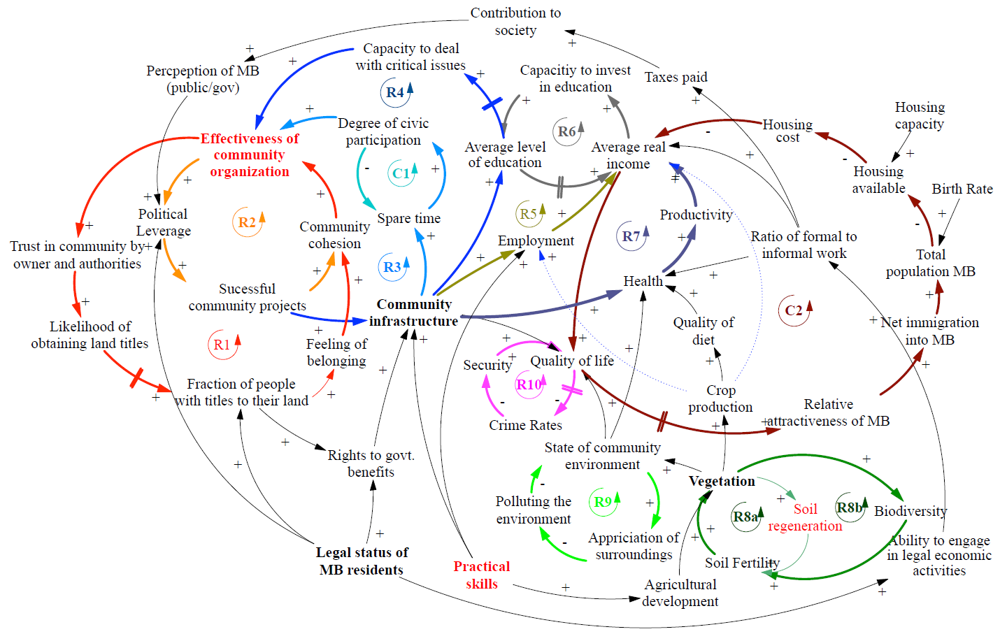 Contribution to
society
Percpeption of MB
(public/gov)
Capacity to deal
with critical issues
R4
Capacitiy to invest
in education
Taxes paid
Housing
capacity
Effectiveness of
community
organization
Degree of civic
participation
C1
Average level
of education
R6
Average real
income
Housing
cost
Housing
available
Birth Rate
Political
Leverage
R2
Community
cohesion
Spare time
R5
Employment
R7
Productivity
Ratio of formal to
informal work
Total
population MB
Trust in community by
owner and authorities
R3
Health
Sucessful
community projects
Community
infrastructure
C2
Likelihood of
obtaining land titles
R1
Feeling of
belonging
Quality of
diet
Net immigration
into MB
Security
Quality of life
R10
Fraction of people
with titles to their land
Crime Rates
Crop
production
Relative
attractiveness of MB
Rights to govt.
benefits
State of community
environment
Vegetation
Polluting the
environment
R9
R8a
Soil
regeneration
R8b
Biodiversity
Appriciation of
surroundings
Soil Fertility
Ability to engage
in legal economic
activities
Legal status of
MB residents
Practical
skills
Agricultural
development